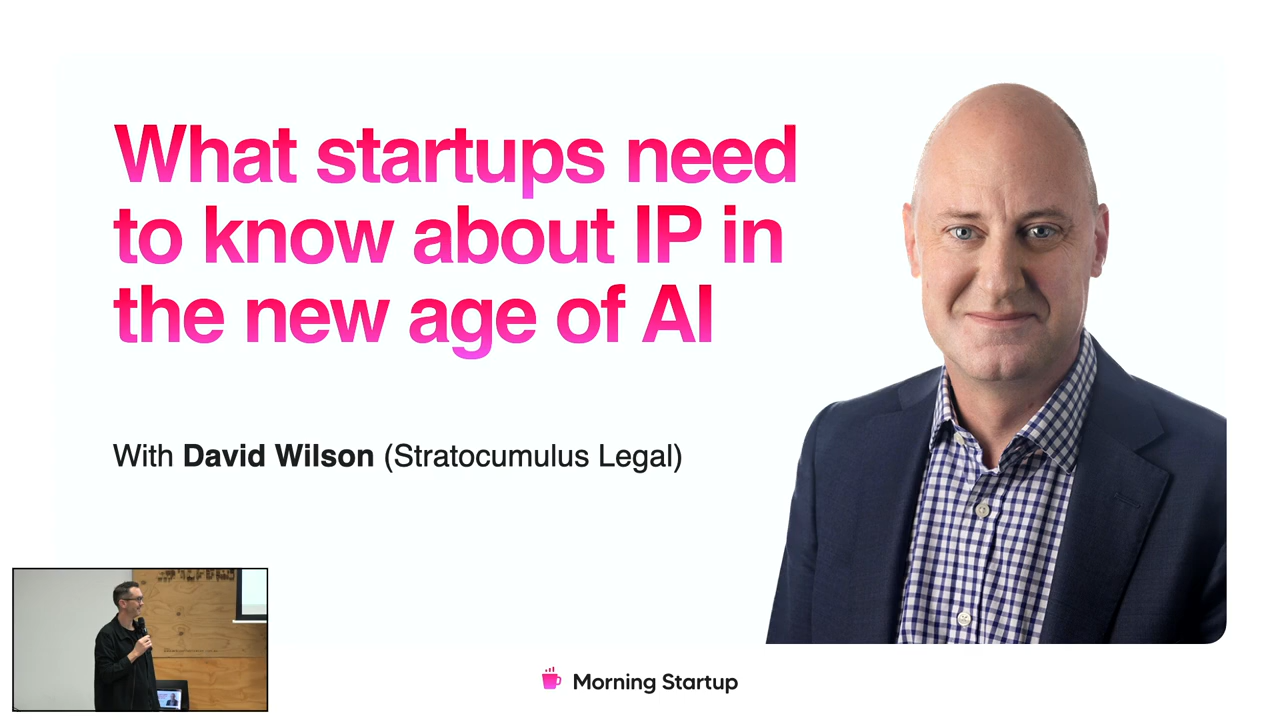 What startups need
to know about IP in
the new age of AI
With David Wilson (Stratocumulus Legal)
Morning Startup